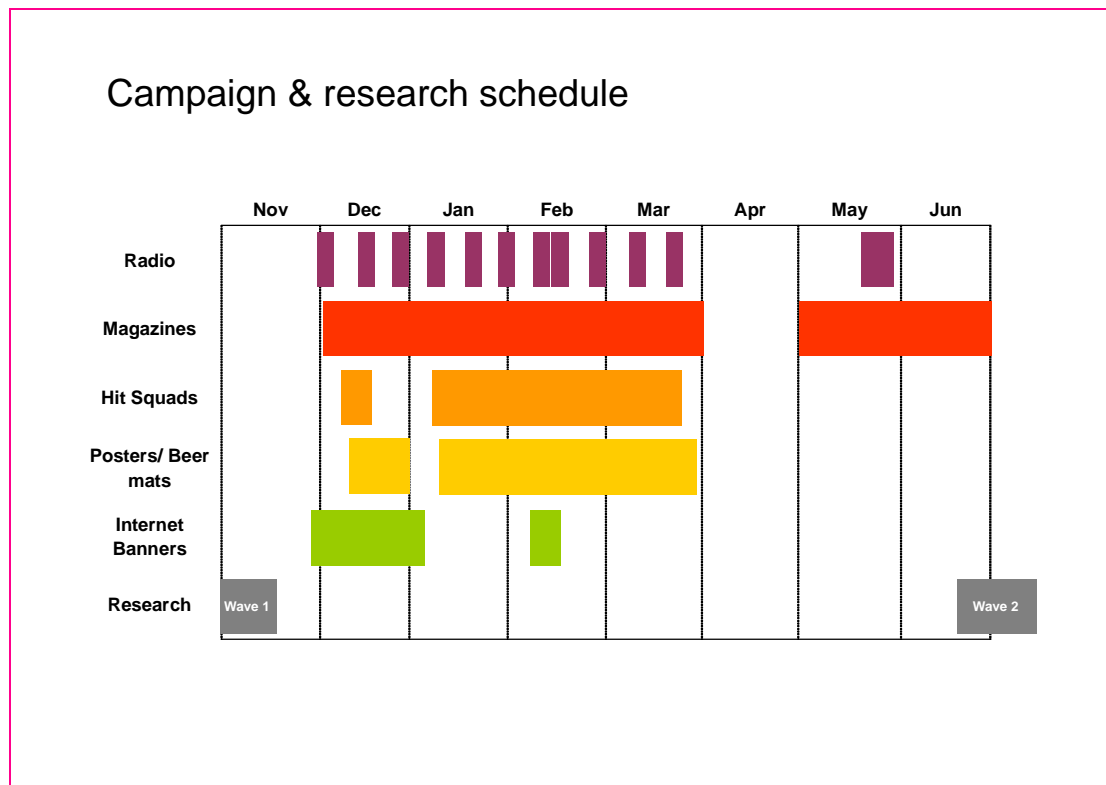 Campaign & research schedule
Nov Dec Jan Feb Mar Apr May Jun
Radio
Magazines
Hit Squads
Posters/ Beer
mats
Internet
Banners
Research Wave 1 Wave 2